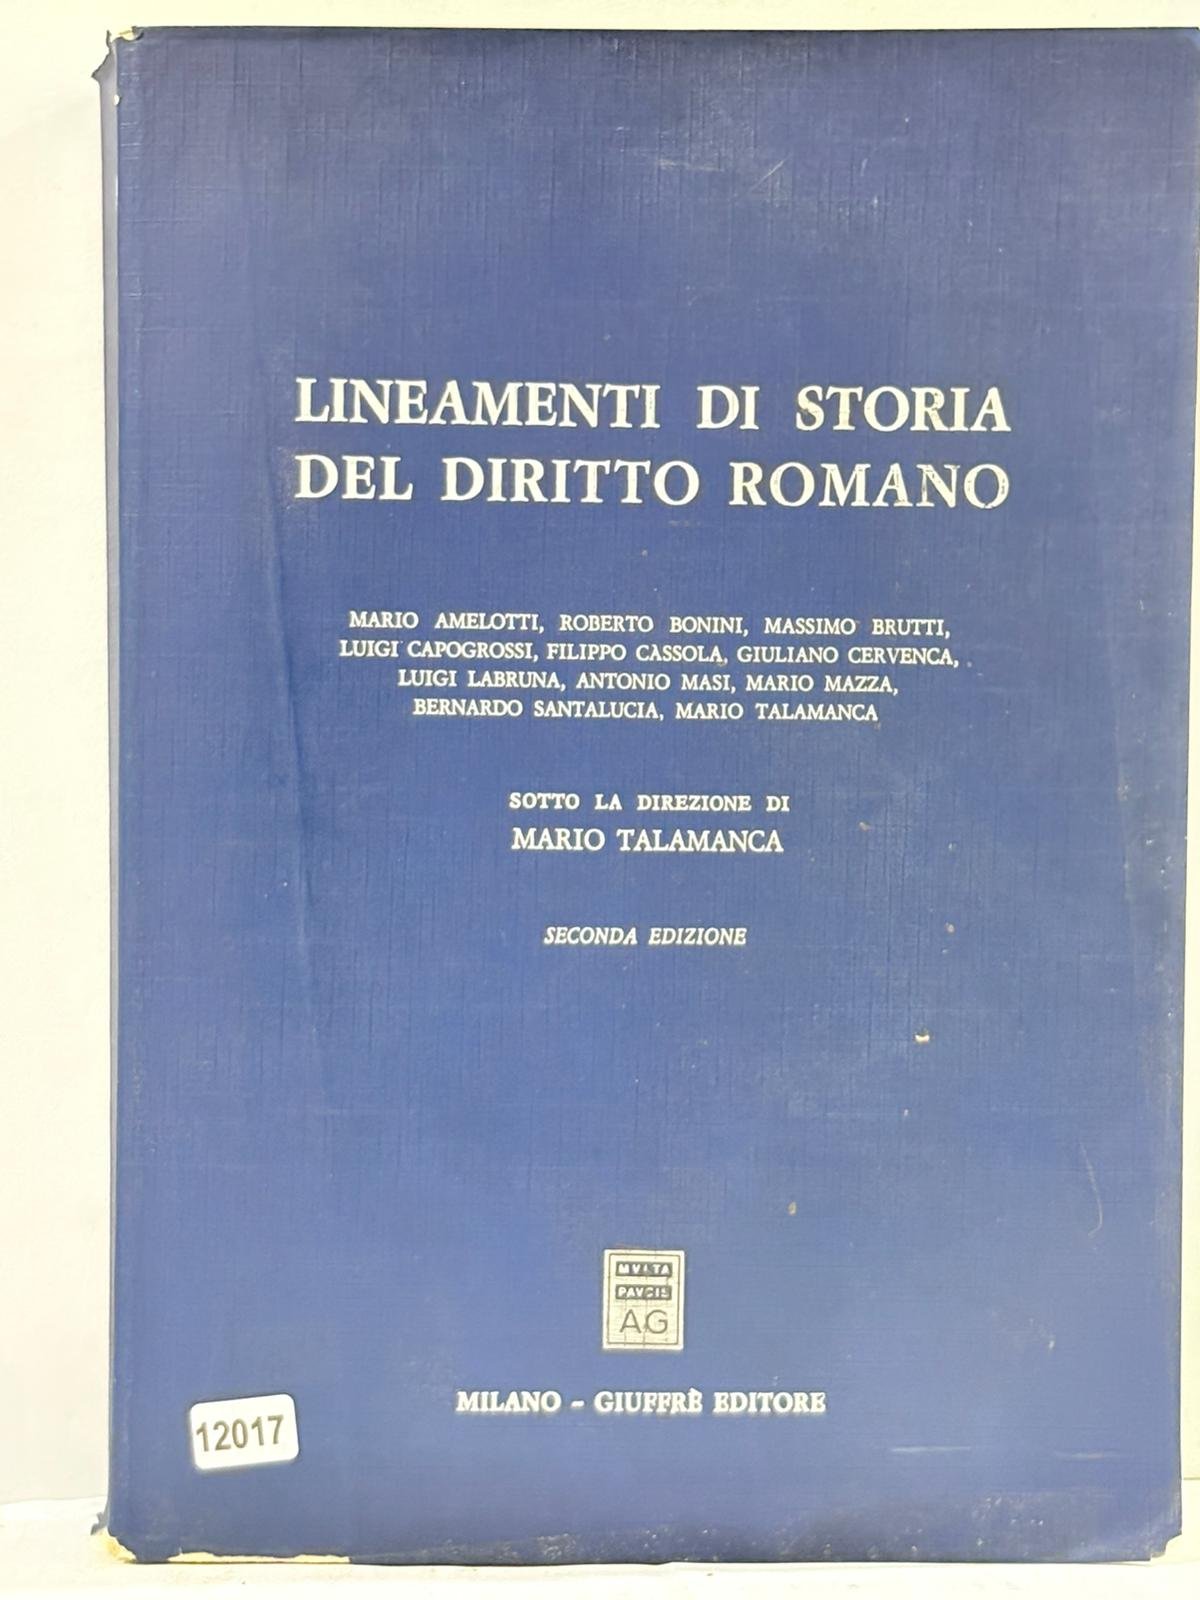 LINEAMENTI DI STORIA
DEL DIRITTO ROMANO
MARIO AMELOTTI, ROBERTO BONINI, MASSIMO BRUTTI,
LUIGI CAPOGROSSI, FILIPPO CASSOLA, GIULIANO CERVENCA,
LUIGI LABRUNA, ANTONIO MASI, MARIO MAZZA,
BERNARDO SANTALUCIA, MARIO TALAMANCA
SOTTO LA DIREZIONE DI
MARIO TALAMANCA
SECONDA EDIZIONE
MVLTA
PAVCIS
AG
MILANO - GIUFFRÈ EDITORE
12017